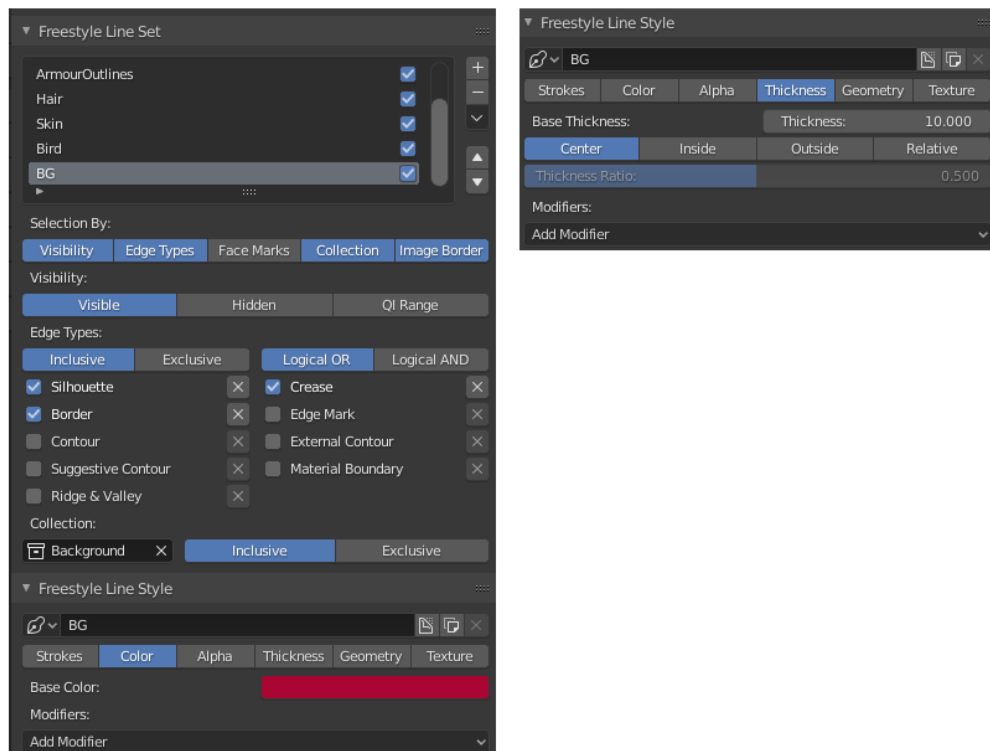 Freestyle Line Set
ArmourOutlines
Hair
Skin
Bird
BG
Selection By:
Visibility Edge Types Face Marks Collection Image Border
Visibility:
Visible Hidden QI Range
Edge Types:
Inclusive Exclusive Logical OR Logical AND
Silhouette Crease
Border Edge Mark
Contour External Contour
Suggestive Contour Material Boundary
Ridge & Valley
Collection:
Background Inclusive Exclusive
Freestyle Line Style
BG
Strokes Color Alpha Thickness Geometry Texture
Base Color:
Modifiers:
Add Modifier
Freestyle Line Style
BG
Strokes Color Alpha Thickness Geometry Texture
Base Thickness: Thickness: 10.000
Center Inside Outside Relative
Thickness Ratio: 0.500
Modifiers:
Add Modifier